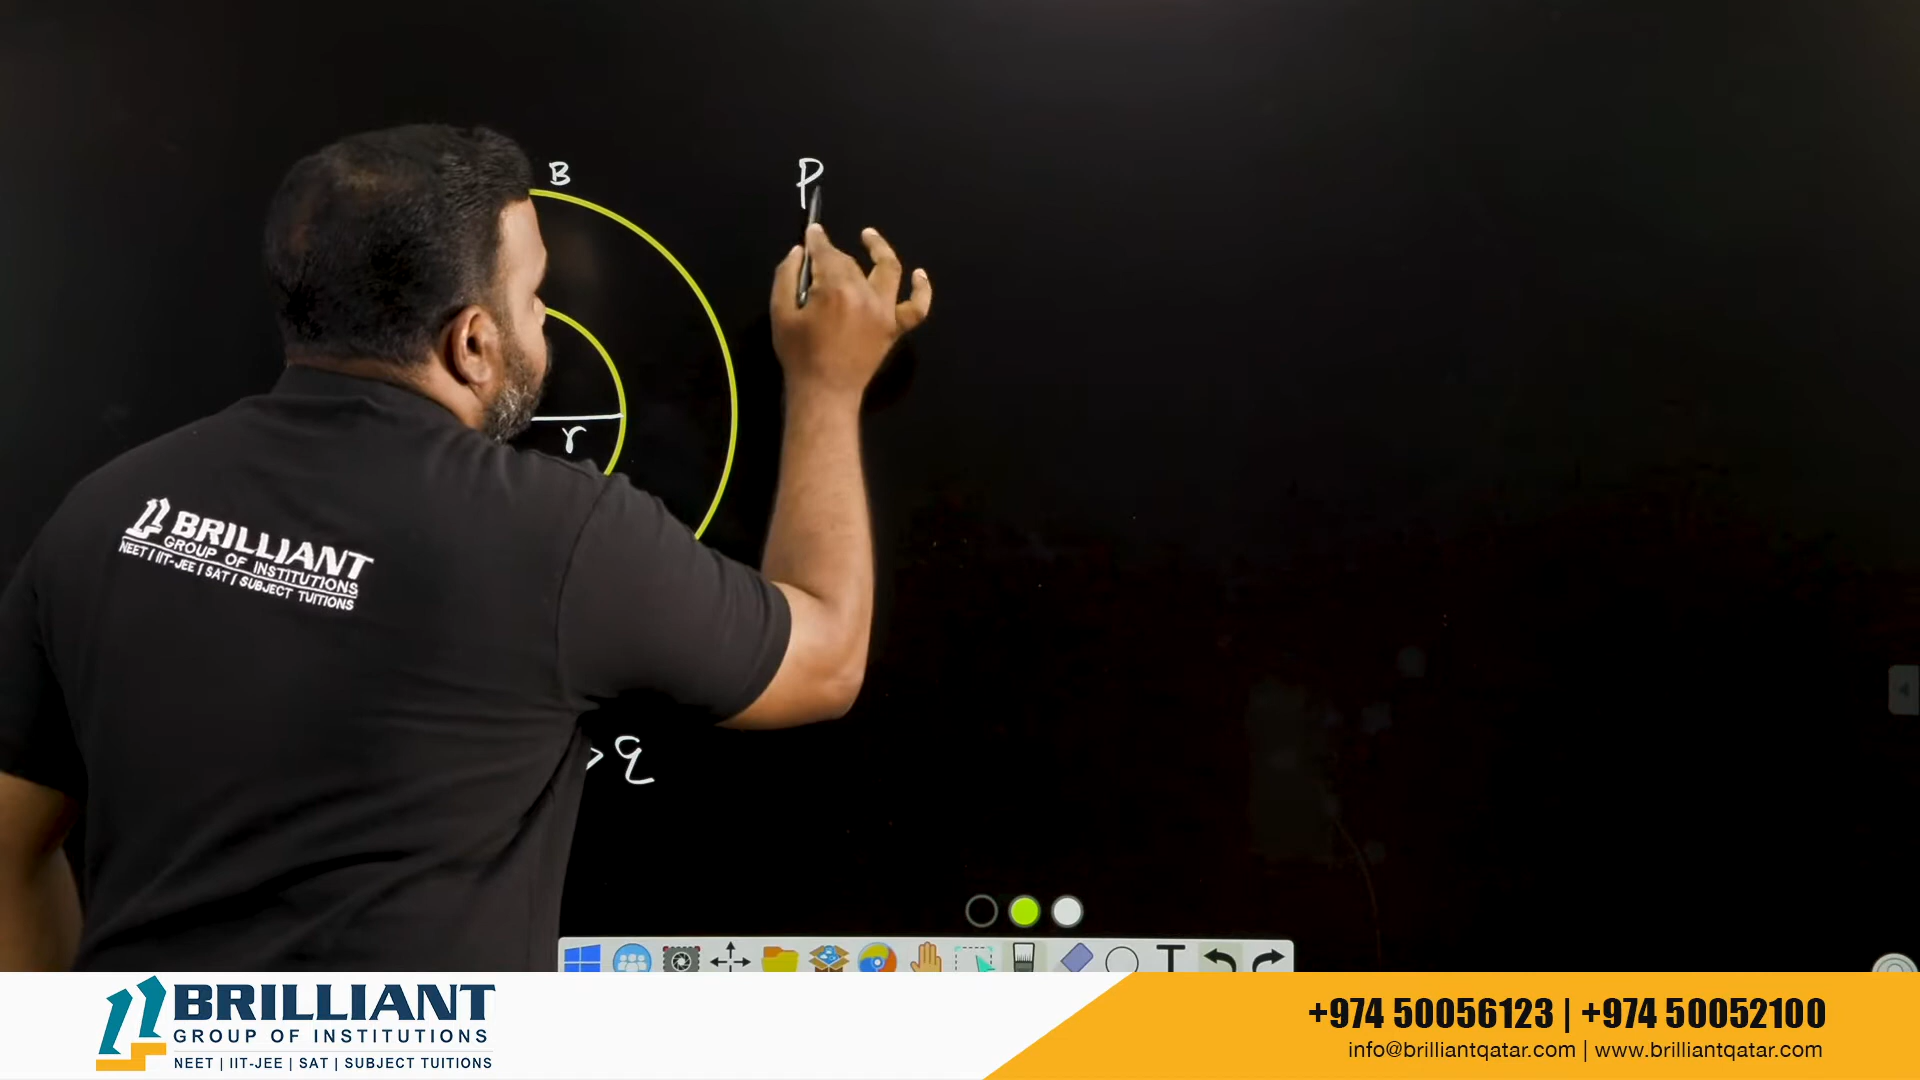 B
P
r
> q
BRILLIANT
GROUP OF INSTITUTIONS
NEET | IIT-JEE | SAT | SUBJECT TUITIONS
T
BRILLIANT
GROUP OF INSTITUTIONS
NEET | IIT-JEE | SAT | SUBJECT TUITIONS
+974 50056123 | +974 50052100
info@brilliantqatar.com | www.brilliantqatar.com